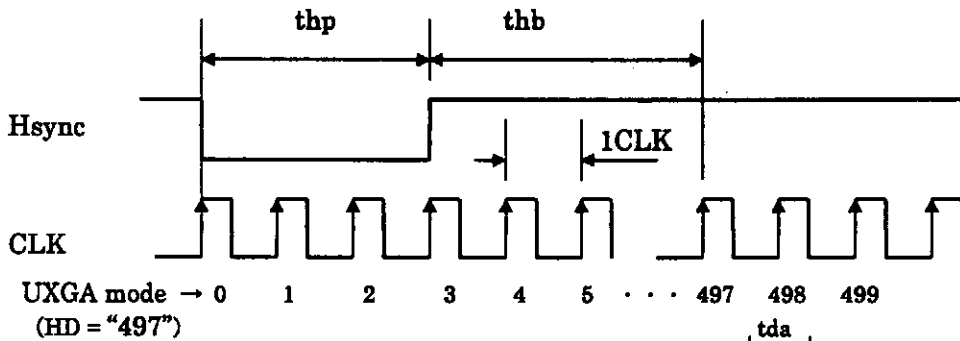 thp thb
Hsync
1CLK
CLK
UXGA mode → 0 1 2 3 4 5 · · · 497 498 499
(HD = “497”)
tda